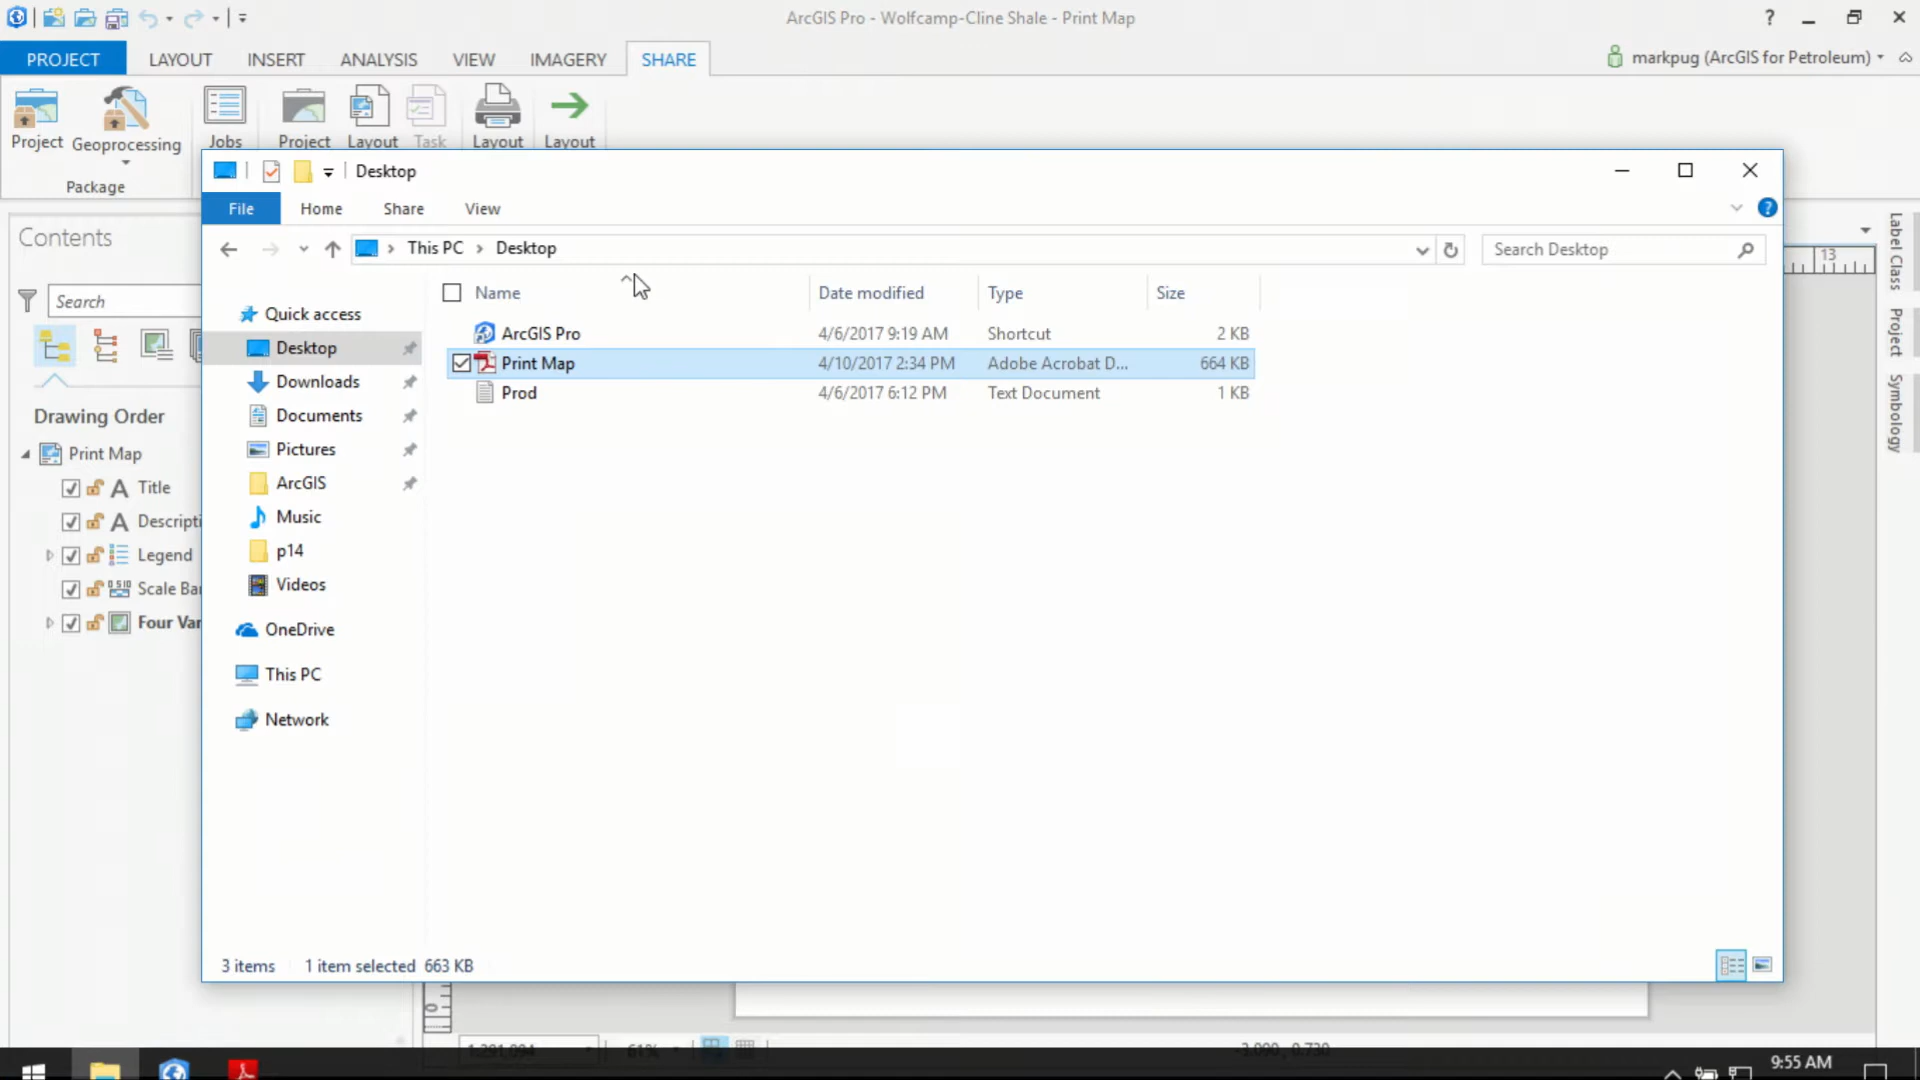 ArcGIS Pro - Wolfcamp-Cline Shale - Print Map
?
PROJECT LAYOUT INSERT ANALYSIS VIEW IMAGERY SHARE
markpug (ArcGIS for Petroleum)
Project Geoprocessing Jobs Project Layout Task Layout Layout
Package
Desktop
File Home Share View
?
This PC > Desktop
Search Desktop
Contents
Search
Drawing Order
Print Map
Title
Descripti
Legend
Scale Ba
Four Var
Quick access
Desktop
Downloads
Documents
Pictures
ArcGIS
Music
p14
Videos
OneDrive
This PC
Network
Name Date modified Type Size
ArcGIS Pro 4/6/2017 9:19 AM Shortcut 2 KB
Print Map 4/10/2017 2:34 PM Adobe Acrobat D... 664 KB
Prod 4/6/2017 6:12 PM Text Document 1 KB
3 items 1 item selected 663 KB
13
Label Class
Project
Symbology
0
61%
9:55 AM